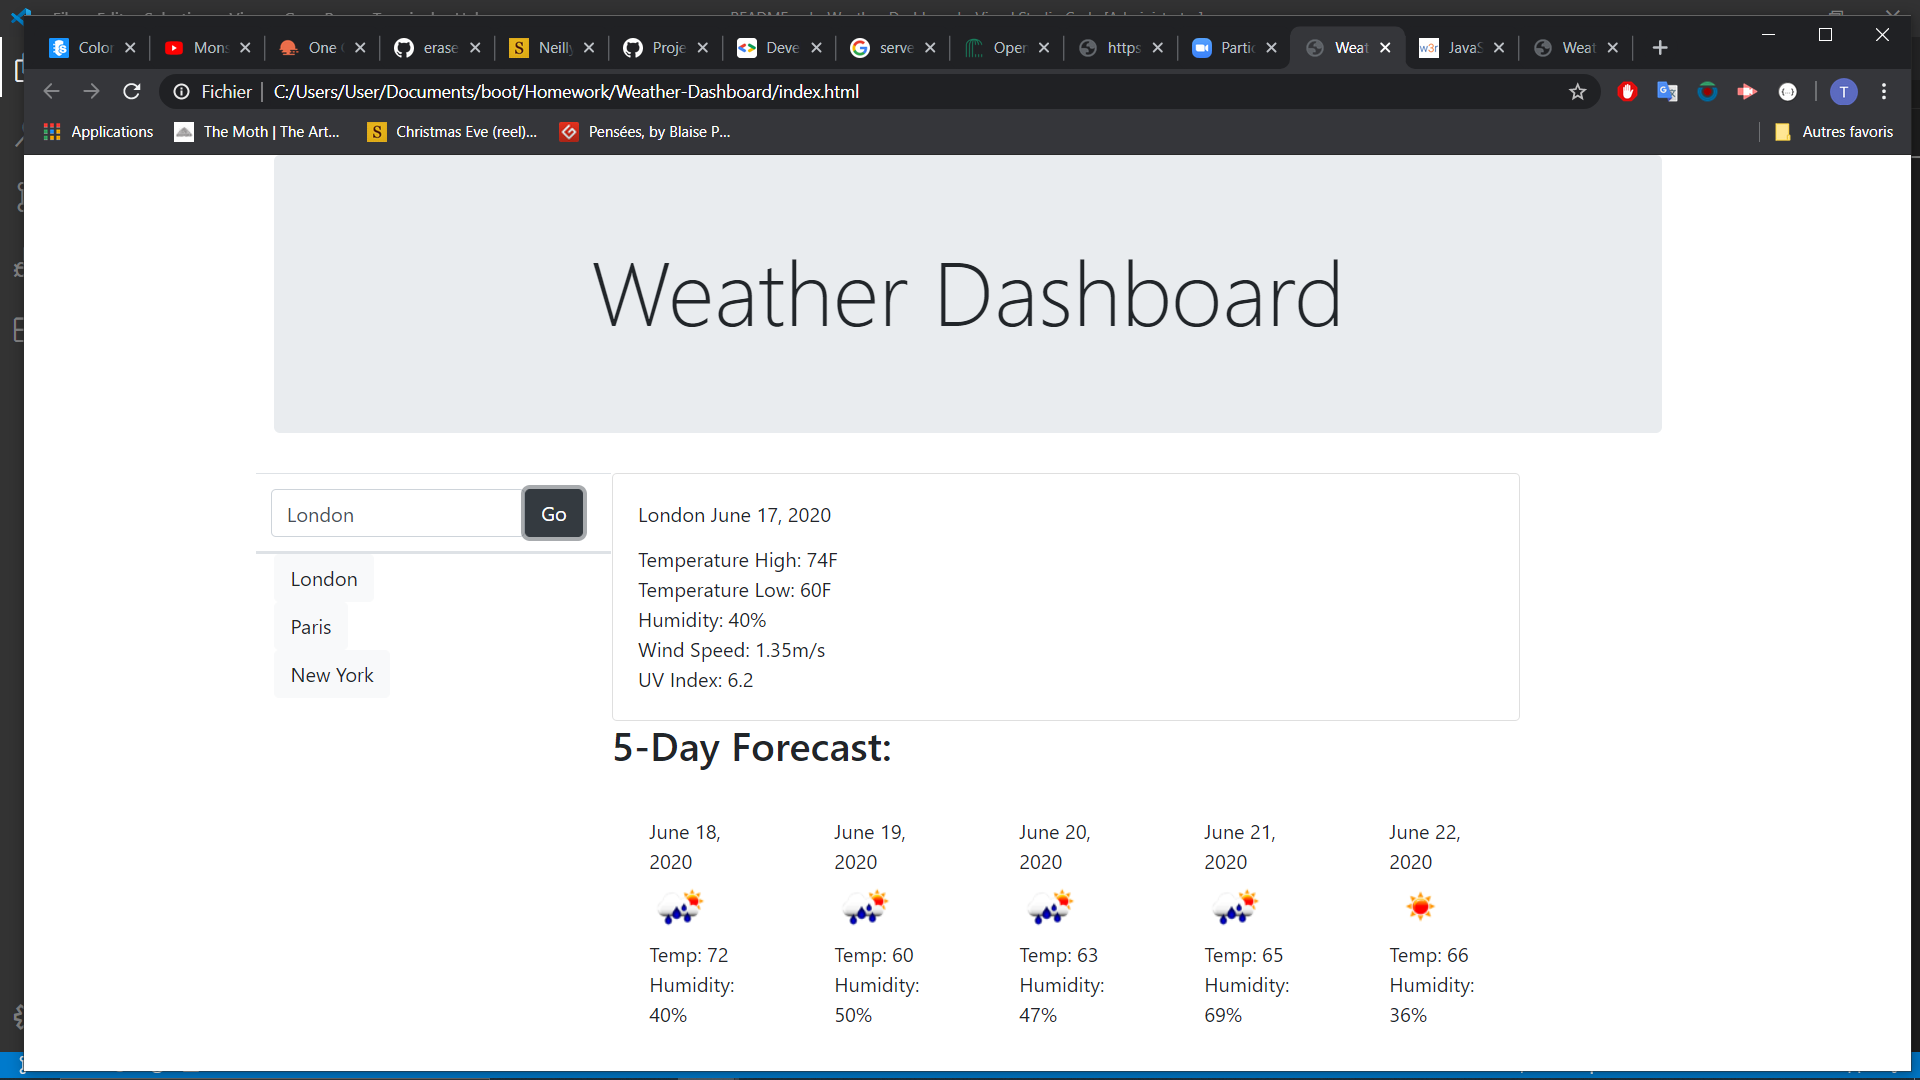 Color
Mons
One
erase
Neill
Proje
Deve
serve
Open
https
Partic
Weat
JavaS
Weat
Fichier
C:/Users/User/Documents/boot/Homework/Weather-Dashboard/index.html
T
Applications
The Moth | The Art...
Christmas Eve (reel)...
Pensées, by Blaise P...
Autres favoris
Weather Dashboard
London
Go
London
Paris
New York
London June 17, 2020
Temperature High: 74F
Temperature Low: 60F
Humidity: 40%
Wind Speed: 1.35m/s
UV Index: 6.2
5-Day Forecast:
June 18,
2020
Temp: 72
Humidity:
40%
June 19,
2020
Temp: 60
Humidity:
50%
June 20,
2020
Temp: 63
Humidity:
47%
June 21,
2020
Temp: 65
Humidity:
69%
June 22,
2020
Temp: 66
Humidity:
36%